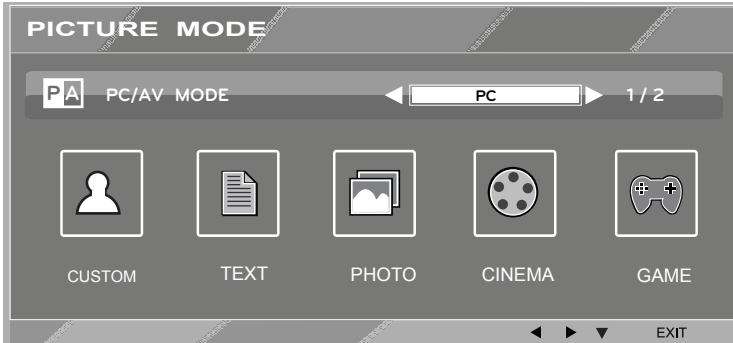 PICTURE MODE
PA PC/AV MODE PC 1/2
CUSTOM TEXT PHOTO CINEMA GAME
EXIT